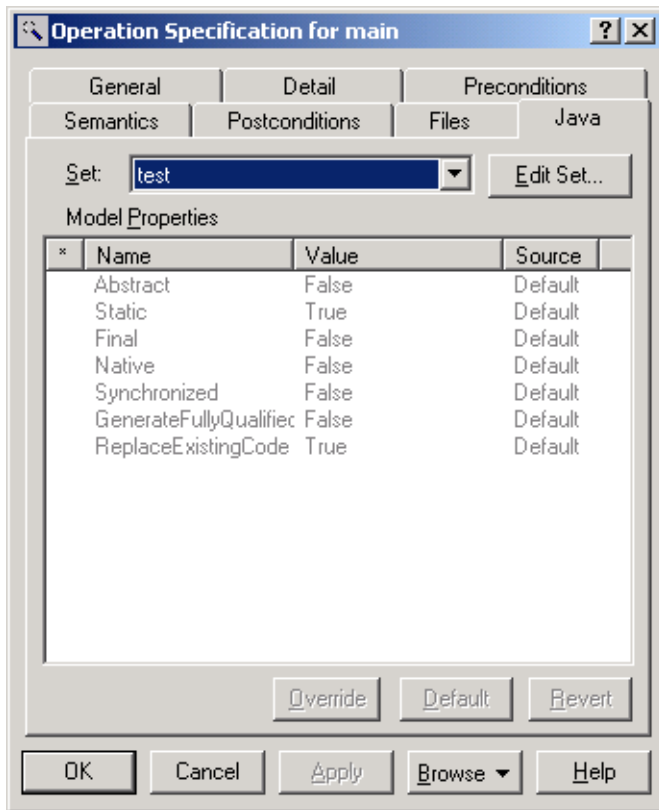 Operation Specification for main
General Detail Preconditions
Semantics Postconditions Files Java
Set: test Edit Set...
Model Properties
* Name Value Source
Abstract False Default
Static True Default
Final False Default
Native False Default
Synchronized False Default
GenerateFullyQualifiec False Default
ReplaceExistingCode True Default
Override Default Revert
OK Cancel Apply Browse Help